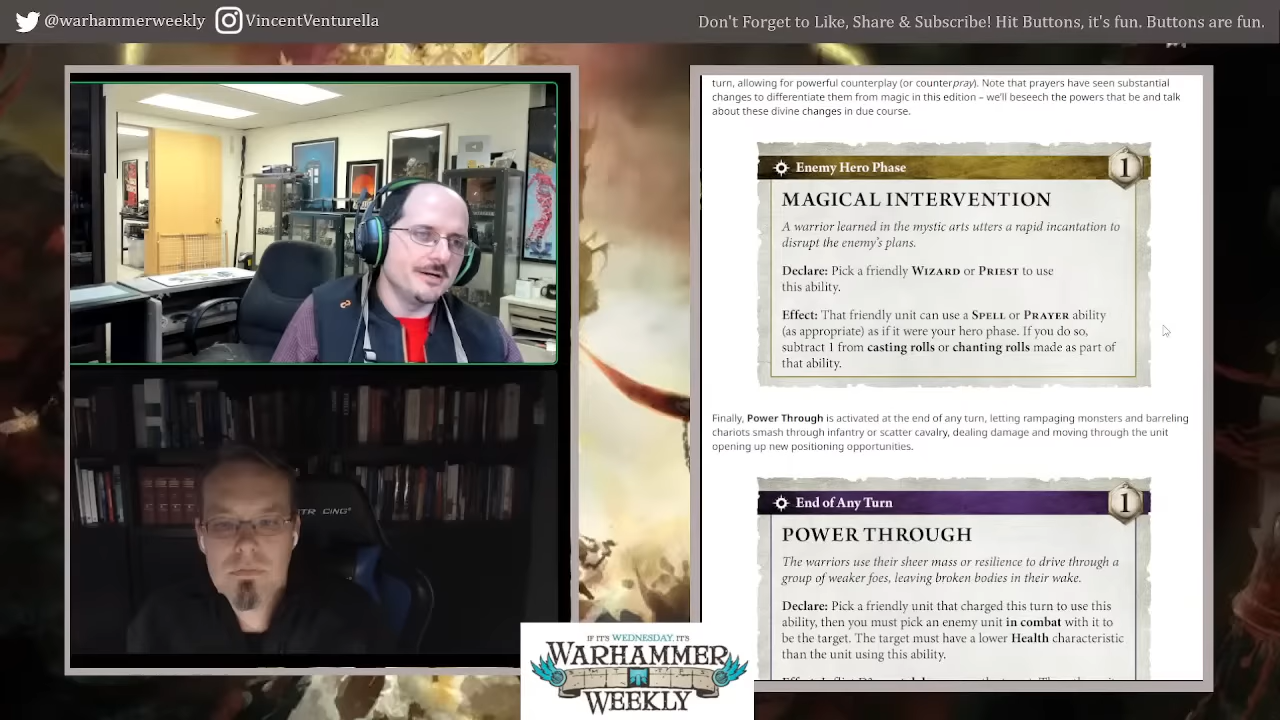 @warhammerweekly VincentVenturella
Don't Forget to Like, Share & Subscribe! Hit Buttons, it's fun. Buttons are fun.
turn, allowing for powerful counterplay (or counterpray). Note that prayers have seen substantial
changes to differentiate them from magic in this edition – we'll beseech the powers that be and talk
about these divine changes in due course.
Enemy Hero Phase
1
MAGICAL INTERVENTION
A warrior learned in the mystic arts utters a rapid incantation to
disrupt the enemy's plans.
Declare: Pick a friendly WIZARD or PRIEST to use
this ability.
Effect: That friendly unit can use a SPELL or PRAYER ability
(as appropriate) as if it were your hero phase. If you do so,
subtract 1 from casting rolls or chanting rolls made as part of
that ability.
Finally, Power Through is activated at the end of any turn, letting rampaging monsters and barreling
chariots smash through infantry or scatter cavalry, dealing damage and moving through the unit
opening up new positioning opportunities.
End of Any Turn
1
POWER THROUGH
The warriors use their sheer mass or resilience to drive through a
group of weaker foes, leaving broken bodies in their wake.
Declare: Pick a friendly unit that charged this turn to use this
ability, then you must pick an enemy unit in combat with it to
be the target. The target must have a lower Health characteristic
than the unit using this ability.
IF IT'S WEDNESDAY, IT'S
WARHAMMER
WEEKLY